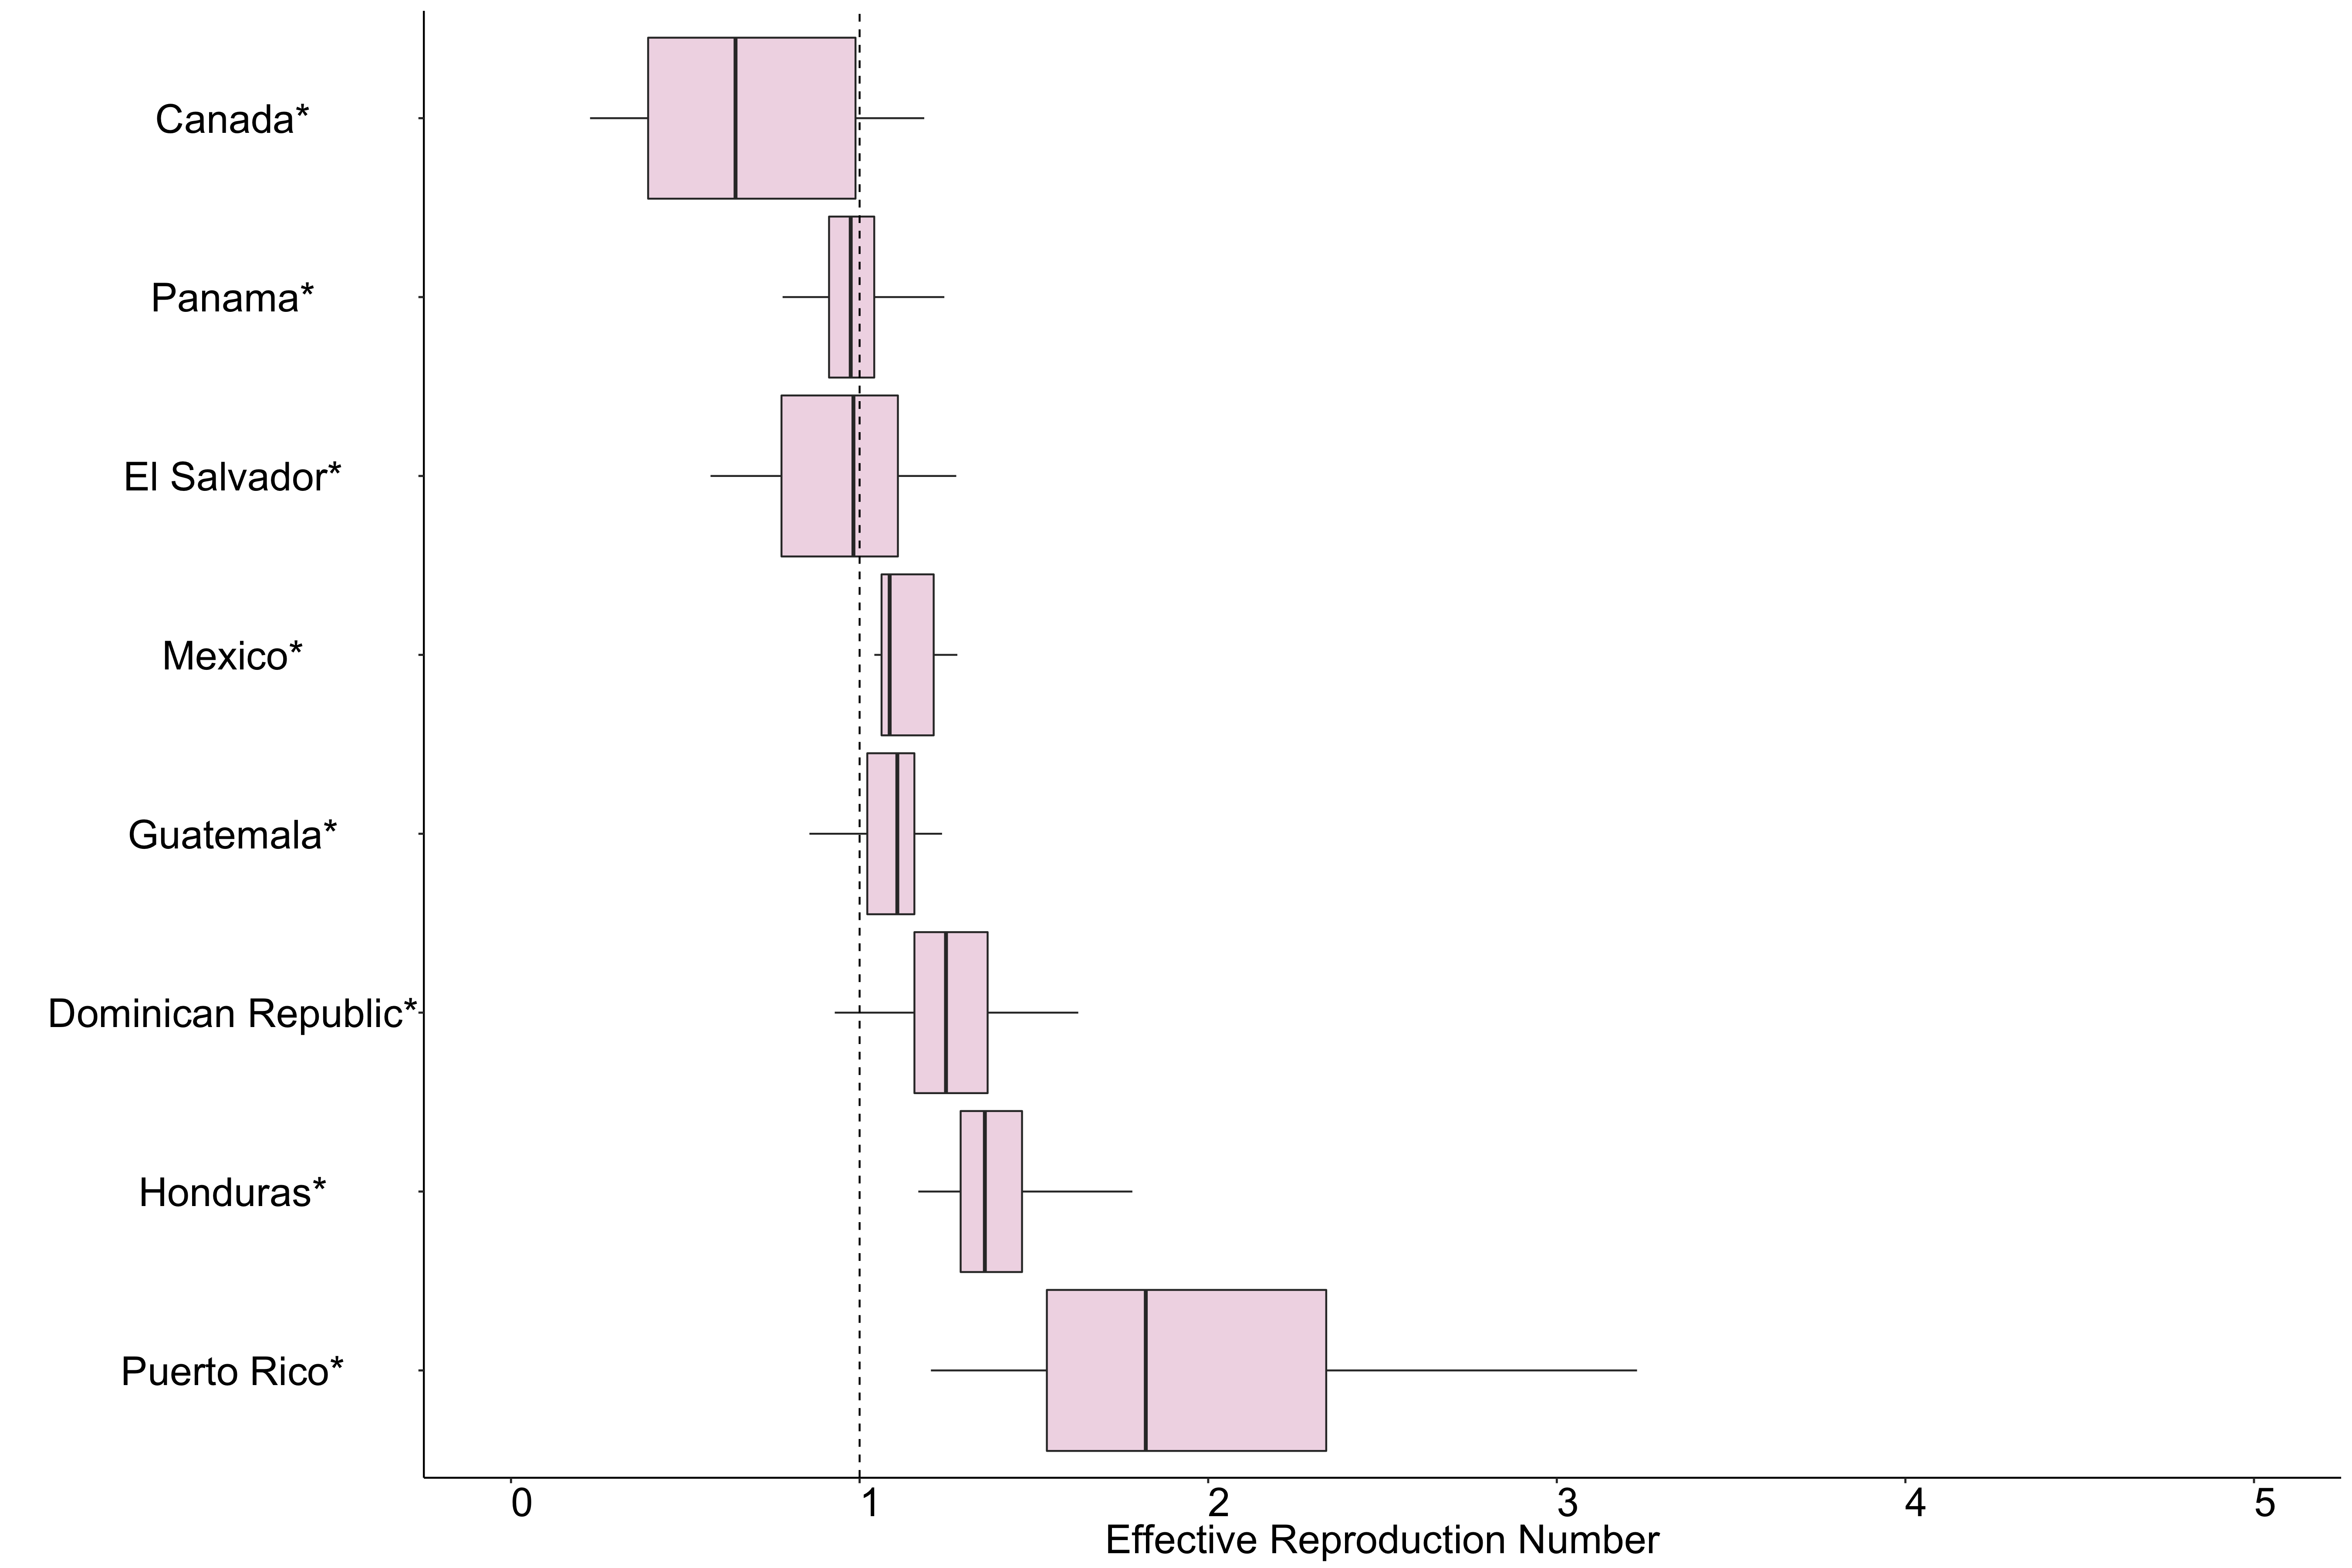 Canada*
Panama*
El Salvador*
Mexico*
Guatemala*
Dominican Republic*
Honduras*
Puerto Rico*
0 1 2 3 4 5
Effective Reproduction Number